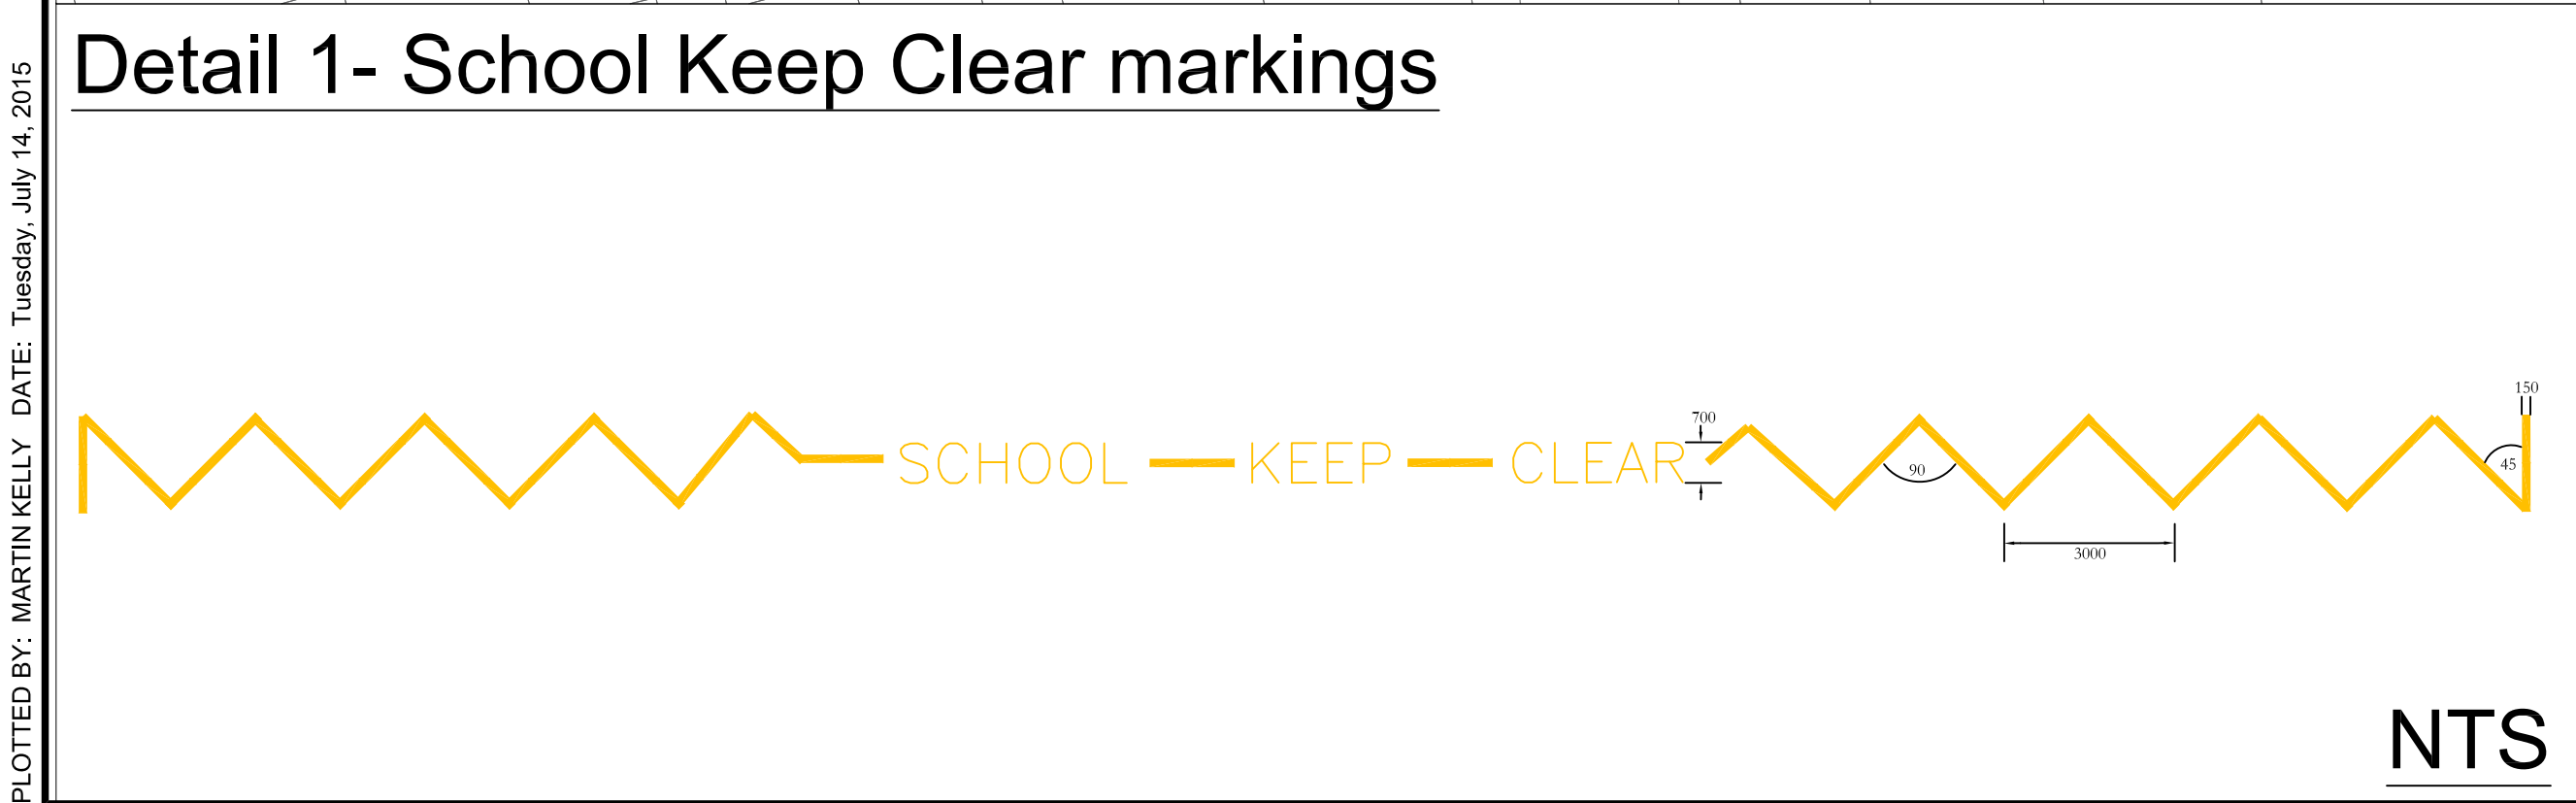 Detail 1- School Keep Clear markings
PLOTTED BY: MARTIN KELLY DATE: Tuesday, July 14, 2015
150
700
SCHOOL KEEP CLEAR
90
45
3000
NTS